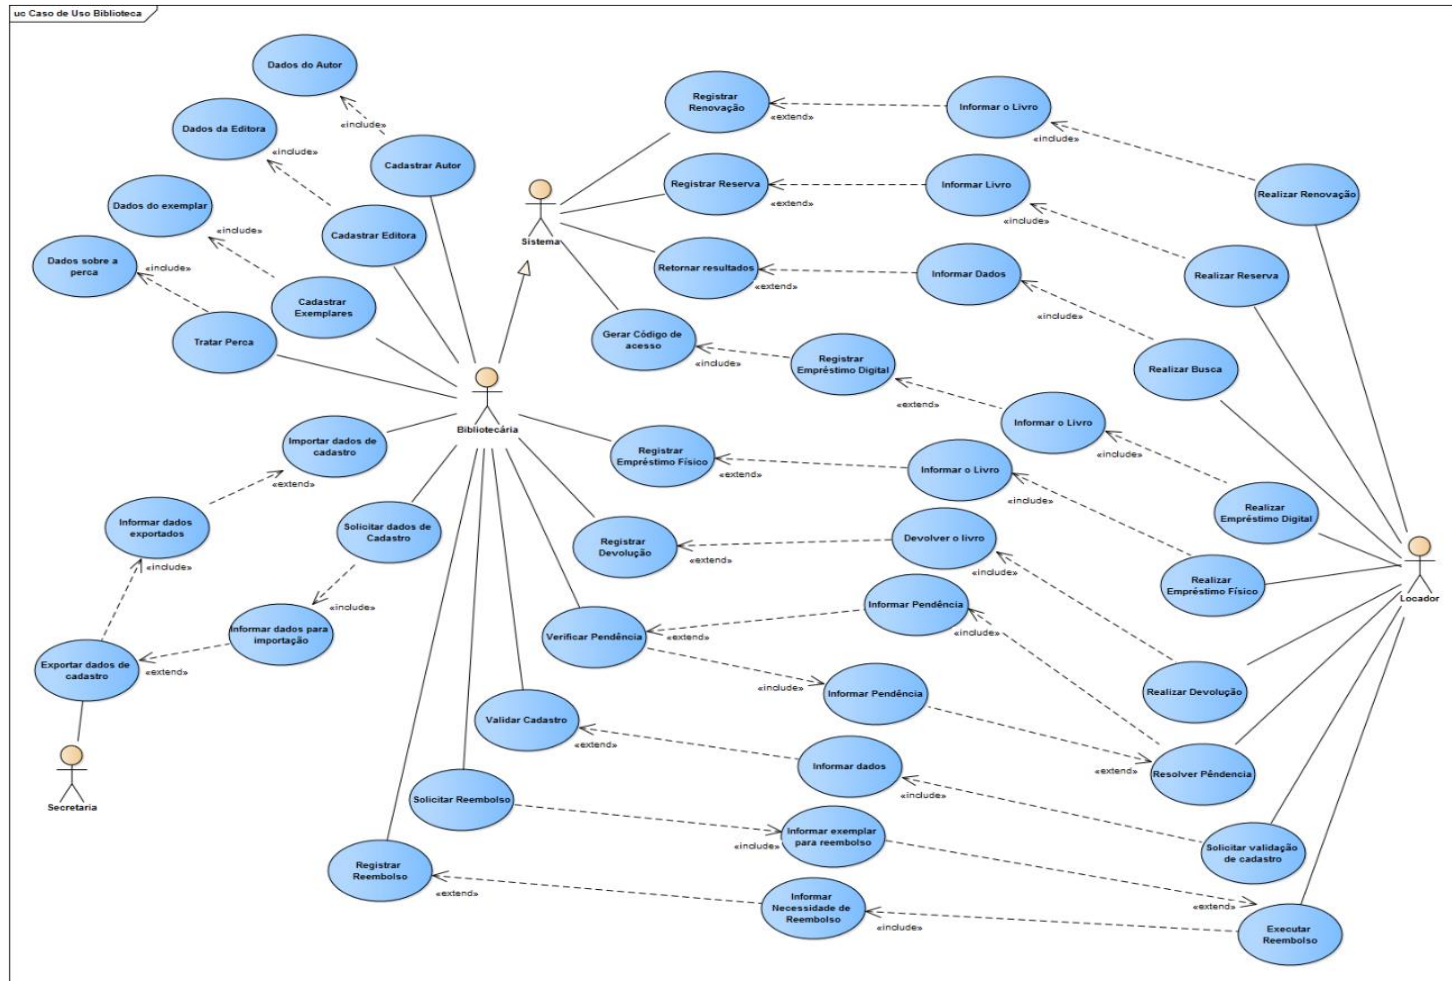 uc Caso de Uso Biblioteca
Dados do Autor
«include»
Dados da Editora
«include»
Cadastrar Autor
Dados do exemplar
«include»
Cadastrar Editora
Dados sobre a
perca
«include»
Cadastrar
Exemplares
Tratar Perca
Sistema
Registrar
Renovação
«extend»
Informar o Livro
«include»
Realizar Renovação
Registrar Reserva
«extend»
Informar Livro
«include»
Realizar Reserva
Retornar resultados
«extend»
Informar Dados
«include»
Realizar Busca
Gerar Código de
acesso
«include»
Registrar
Empréstimo Digital
«extend»
Informar o Livro
«include»
Realizar
Empréstimo Digital
Bibliotecária
Importar dados de
cadastro
«extend»
Registrar
Empréstimo Físico
«extend»
Informar o Livro
«include»
Realizar
Empréstimo Físico
Locador
Informar dados
exportados
«include»
Solicitar dados de
Cadastro
«include»
Registrar
Devolução
«extend»
Devolver o livro
«include»
Realizar Devolução
Informar dados para
importação
«extend»
Exportar dados de
cadastro
Secretaria
Verificar Pendência
«extend»
Informar Pendência
«include»
«include»
Informar Pendência
«extend»
Resolver Pêndencia
Validar Cadastro
«extend»
Informar dados
«include»
Solicitar validação
de cadastro
Solicitar Reembolso
«include»
Informar exemplar
para reembolso
«extend»
Registrar
Reembolso
«extend»
Informar
Necessidade de
Reembolso
«include»
Executar
Reembolso